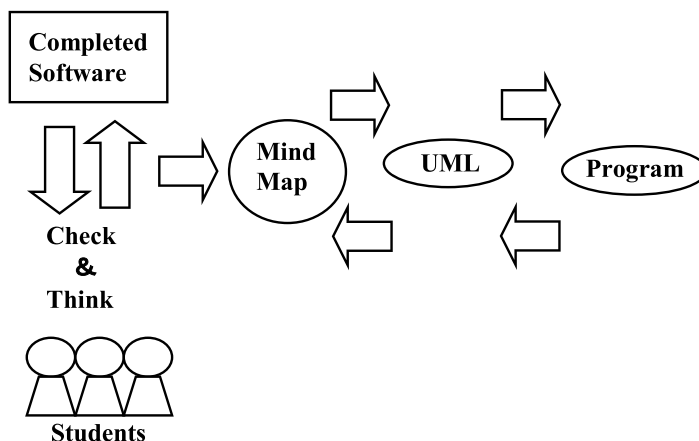 Completed
Software
Mind
Map
UML
Program
Check
&
Think
Students